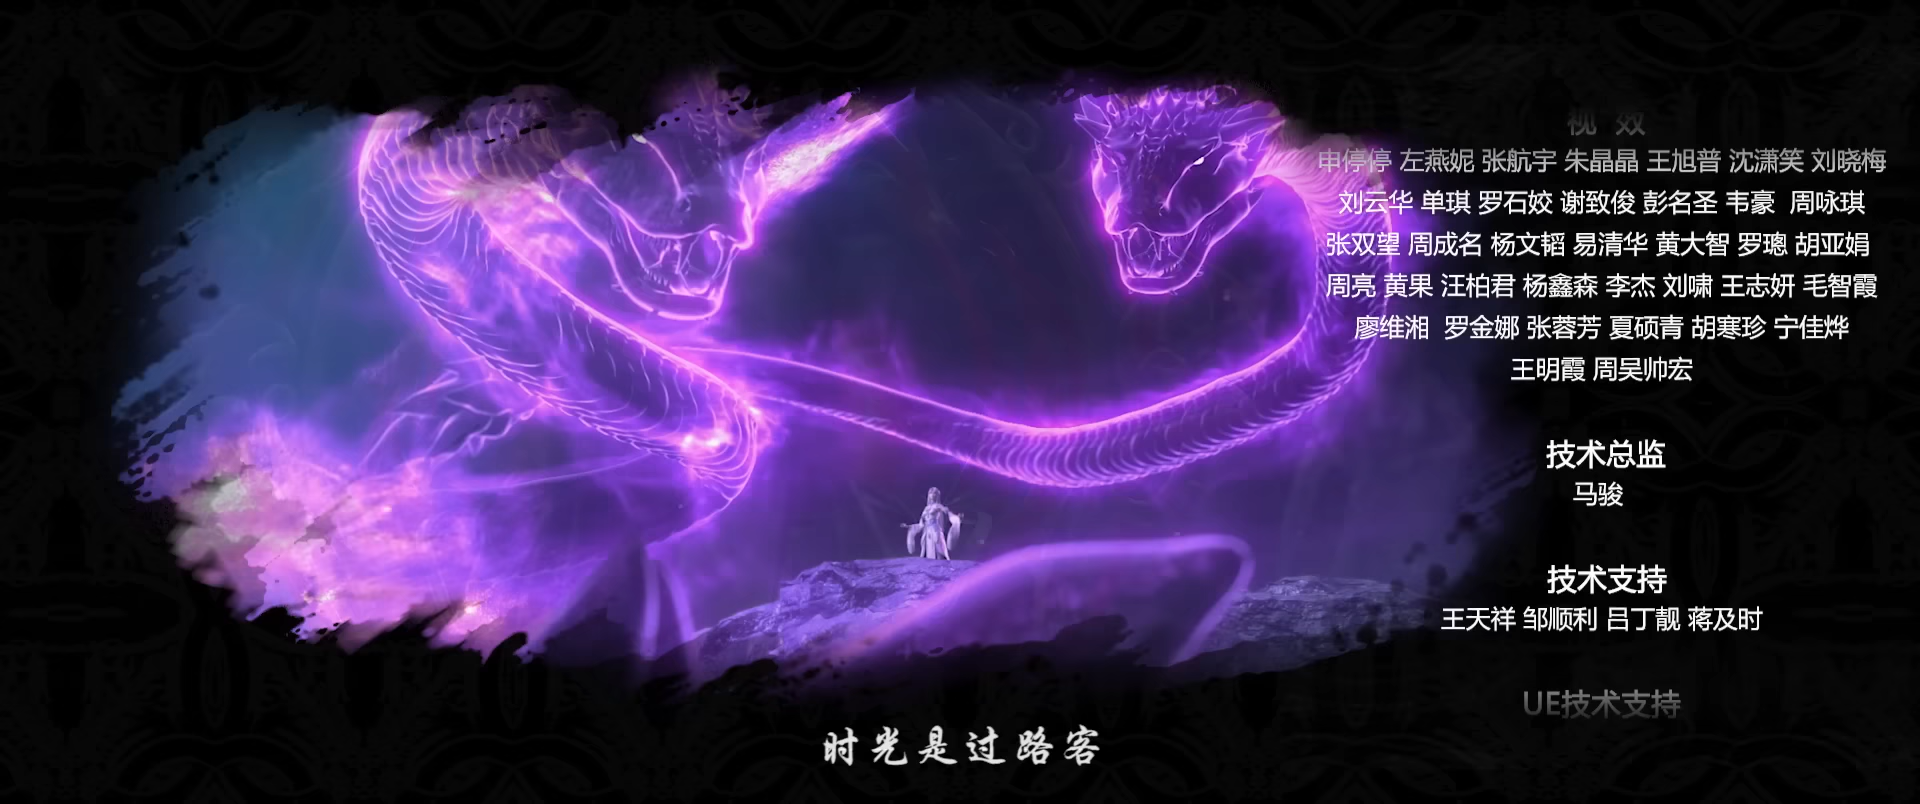 视 效
申停停 左燕妮 张航宇 朱晶晶 王旭普 沈潇笑 刘晓梅
刘云华 单琪 罗石姣 谢致俊 彭名圣 韦豪 周咏琪
张双望 周成名 杨文韬 易清华 黄大智 罗璁 胡亚娟
周亮 黄果 汪柏君 杨鑫森 李杰 刘啸 王志妍 毛智霞
廖维湘 罗金娜 张蓉芳 夏硕青 胡寒珍 宁佳烨
王明霞 周吴帅宏
技术总监
马骏
技术支持
王天祥 邹顺利 吕丁靓 蒋及时
UE技术支持
时光是过路客